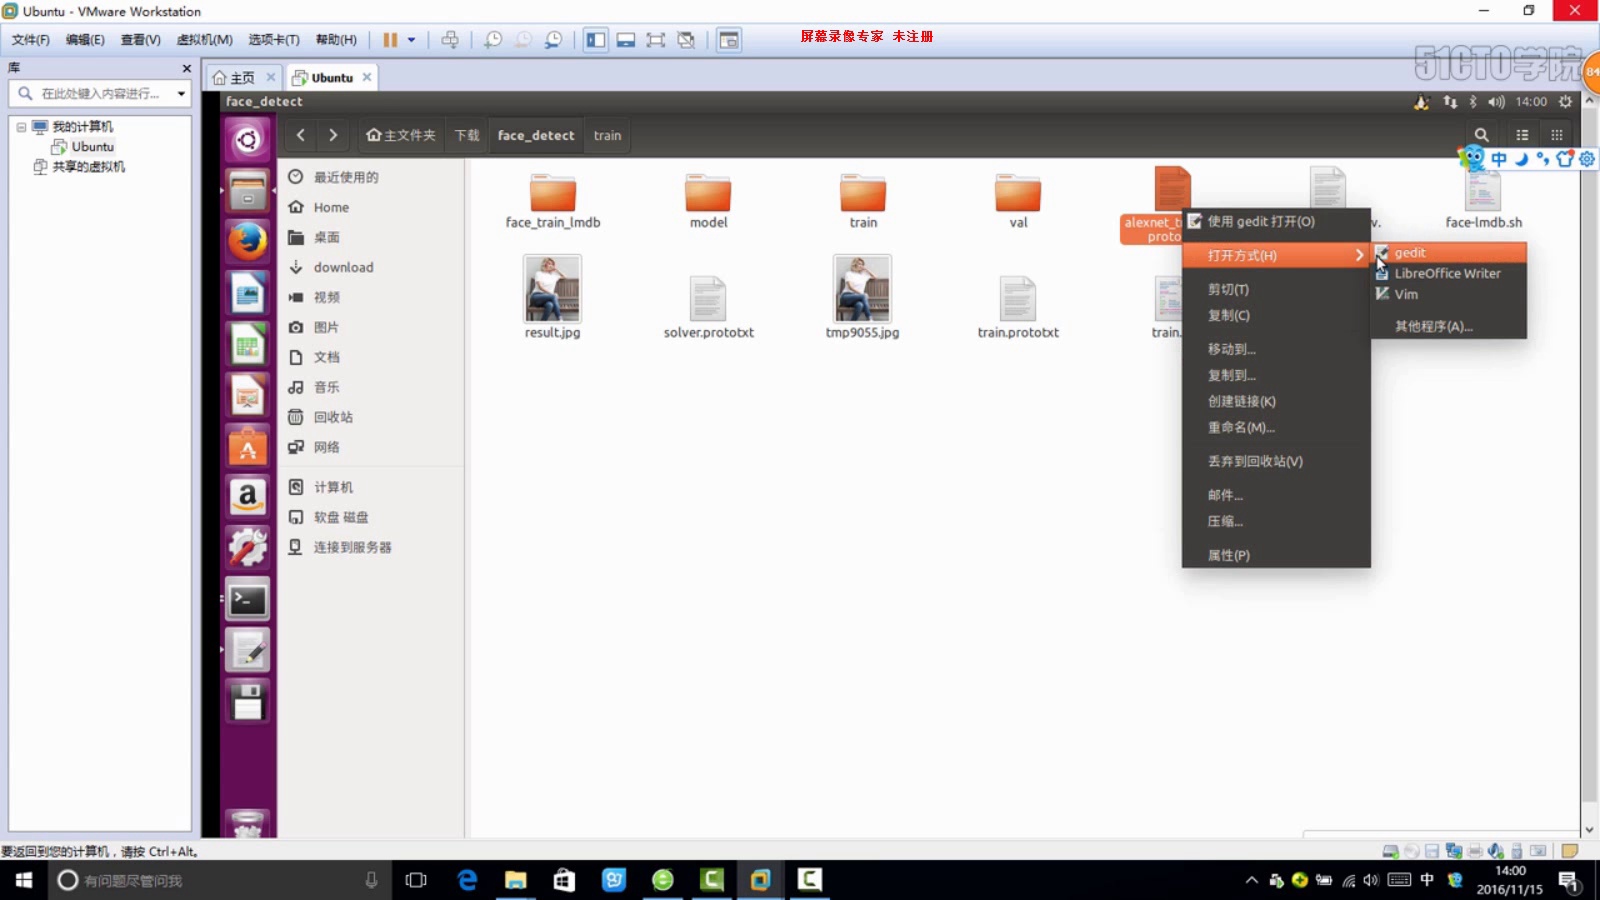 Ubuntu - VMware Workstation
文件(F) 编辑(E) 查看(V) 虚拟机(M) 选项卡(T) 帮助(H)
屏幕录像专家 未注册
51CTO学院
84
库
主页
Ubuntu
在此处键入内容进行...
我的计算机
Ubuntu
共享的虚拟机
face_detect
14:00
主文件夹 下载 face_detect train
中
最近使用的
Home
桌面
download
视频
图片
文档
音乐
回收站
网络
计算机
软盘 磁盘
连接到服务器
face_train_lmdb
model
train
val
alexnet_t
proto
v.
face-lmdb.sh
result.jpg
solver.prototxt
tmp9055.jpg
train.prototxt
train.
使用 gedit 打开(O)
打开方式(H)
剪切(T)
复制(C)
移动到...
复制到...
创建链接(K)
重命名(M)...
丢弃到回收站(V)
邮件...
压缩...
属性(P)
gedit
LibreOffice Writer
Vim
其他程序(A)...
要返回到您的计算机，请按 Ctrl+Alt。
有问题尽管问我
中
14:00
2016/11/15
1